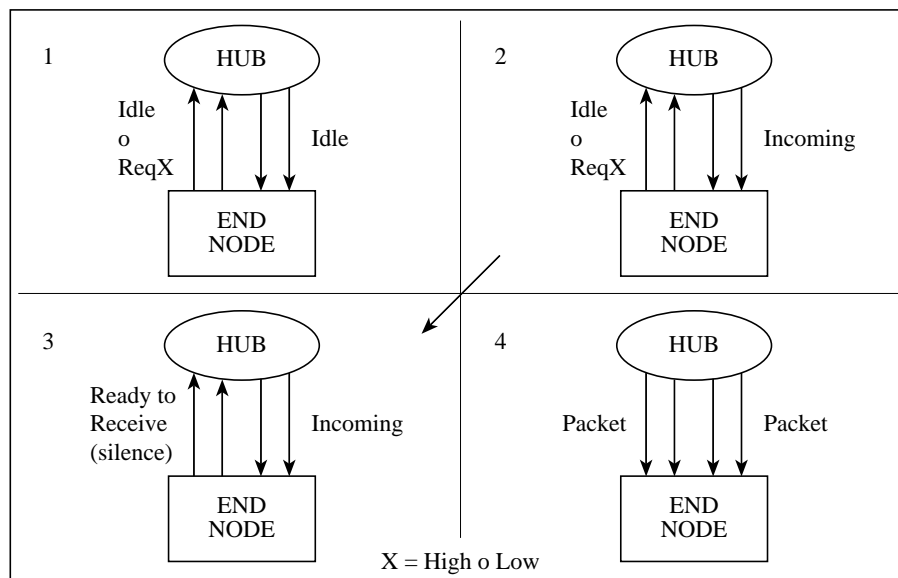 1
HUB
Idle
o
ReqX
Idle
END
NODE
2
HUB
Idle
o
ReqX
Incoming
END
NODE
3
HUB
Ready to
Receive
(silence)
Incoming
END
NODE
4
HUB
Packet
Packet
END
NODE
X = High o Low